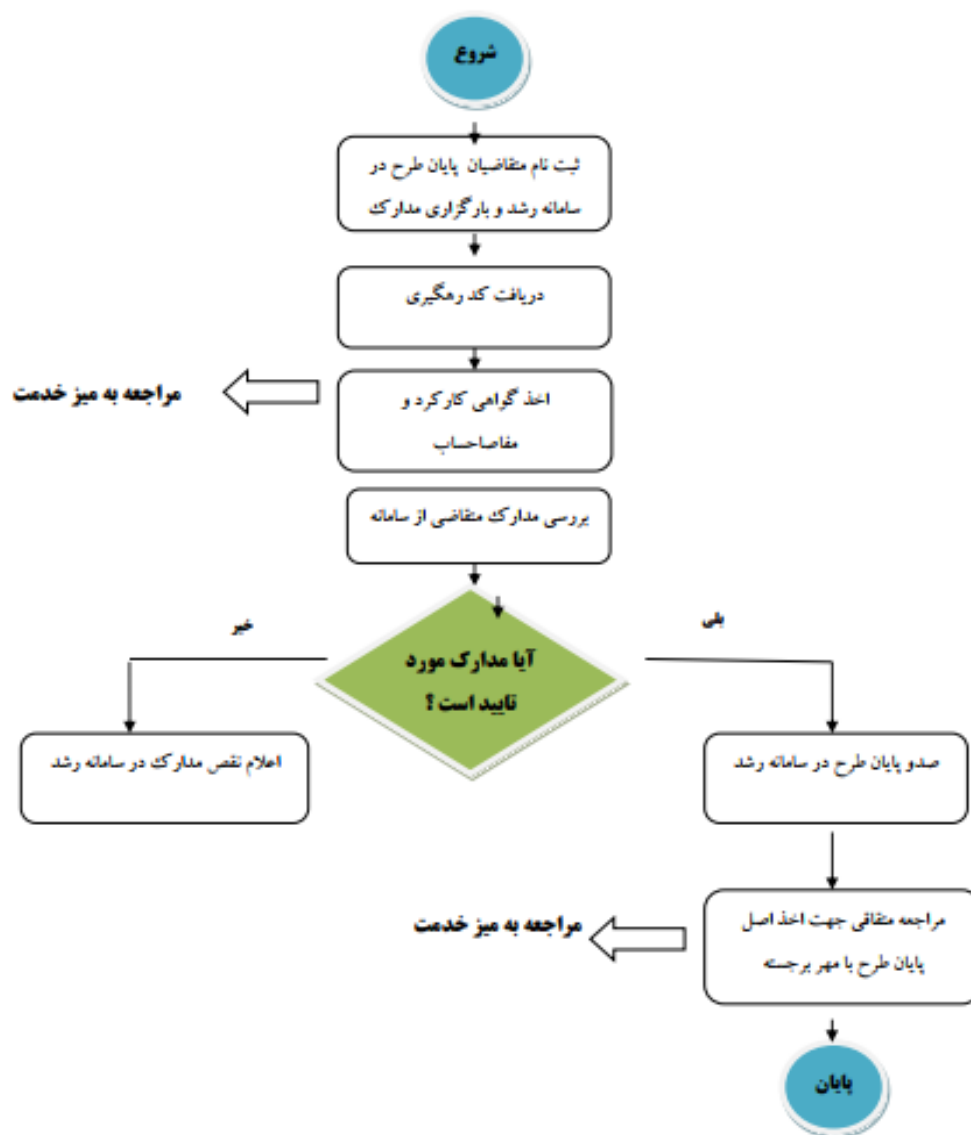 شروع
ثبت نام متقاضیان پایان طرح در
سامانه رشد و بارگزاری مدارک
دریافت کد رهگیری
اخذ گواهی کارکرد و
مفاصاحساب
مراجعه به میز خدمت
بررسی مدارک متقاضی از سامانه
آیا مدارک مورد
تایید است ؟
بلی
خیر
صدو پایان طرح در سامانه رشد
اعلام نقص مدارک در سامانه رشد
مراجعه متقاقی جهت اخذ اصل
پایان طرح با مهر برجسته
مراجعه به میز خدمت
پایان